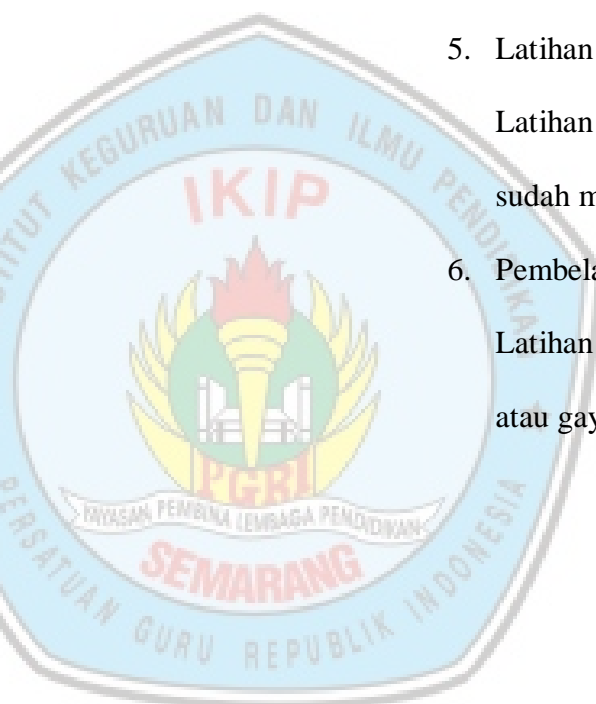 5. Latihan
Latihan
sudah m
6. Pembela
Latihan
atau gay
INSTITUT KEGURUAN DAN ILMU PENDIDIKAN
IKIP
PGRI
YAYASAN PEMBINA LEMBAGA PENDIDIKAN
SEMARANG
PERSATUAN GURU REPUBLIK INDONESIA